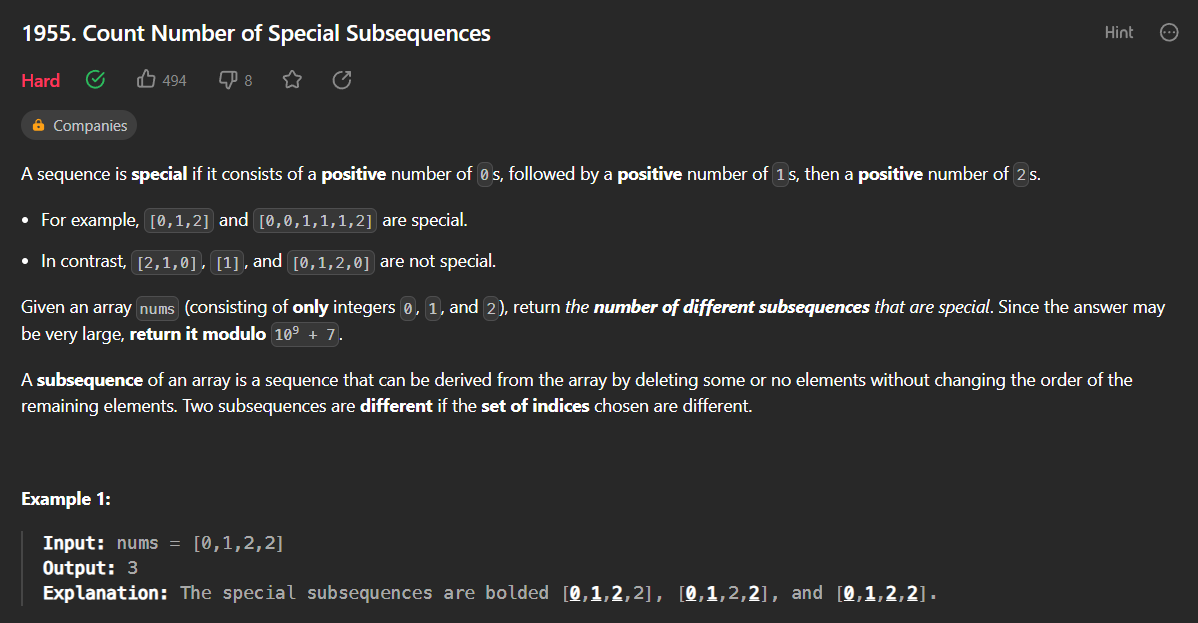 1955. Count Number of Special Subsequences
Hint
Hard
494
8
Companies
A sequence is special if it consists of a positive number of 0s, followed by a positive number of 1s, then a positive number of 2s.
• For example, [0,1,2] and [0,0,1,1,1,2] are special.
• In contrast, [2,1,0], [1], and [0,1,2,0] are not special.
Given an array nums (consisting of only integers 0, 1, and 2), return the number of different subsequences that are special. Since the answer may
be very large, return it modulo 10⁹ + 7.
A subsequence of an array is a sequence that can be derived from the array by deleting some or no elements without changing the order of the
remaining elements. Two subsequences are different if the set of indices chosen are different.
Example 1:
Input: nums = [0,1,2,2]
Output: 3
Explanation: The special subsequences are bolded [0,1,2,2], [0,1,2,2], and [0,1,2,2].